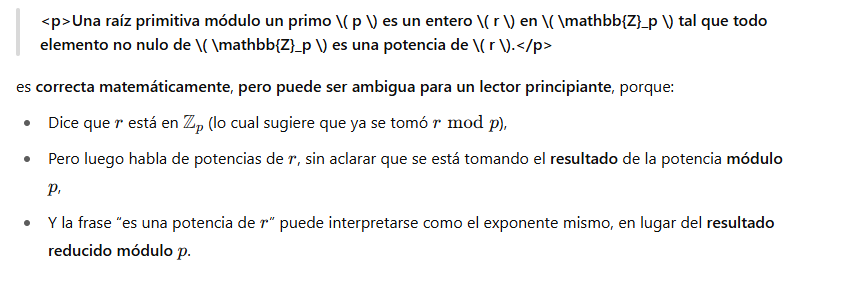 <p>Una raíz primitiva módulo un primo \( p \) es un entero \( r \) en \( \mathbb{Z}_p \) tal que todo
elemento no nulo de \( \mathbb{Z}_p \) es una potencia de \( r \).</p>
es correcta matemáticamente, pero puede ser ambigua para un lector principiante, porque:
• Dice que r está en ℤₚ (lo cual sugiere que ya se tomó r mod p),
• Pero luego habla de potencias de r, sin aclarar que se está tomando el resultado de la potencia módulo
p,
• Y la frase “es una potencia de r” puede interpretarse como el exponente mismo, en lugar del resultado
reducido módulo p.